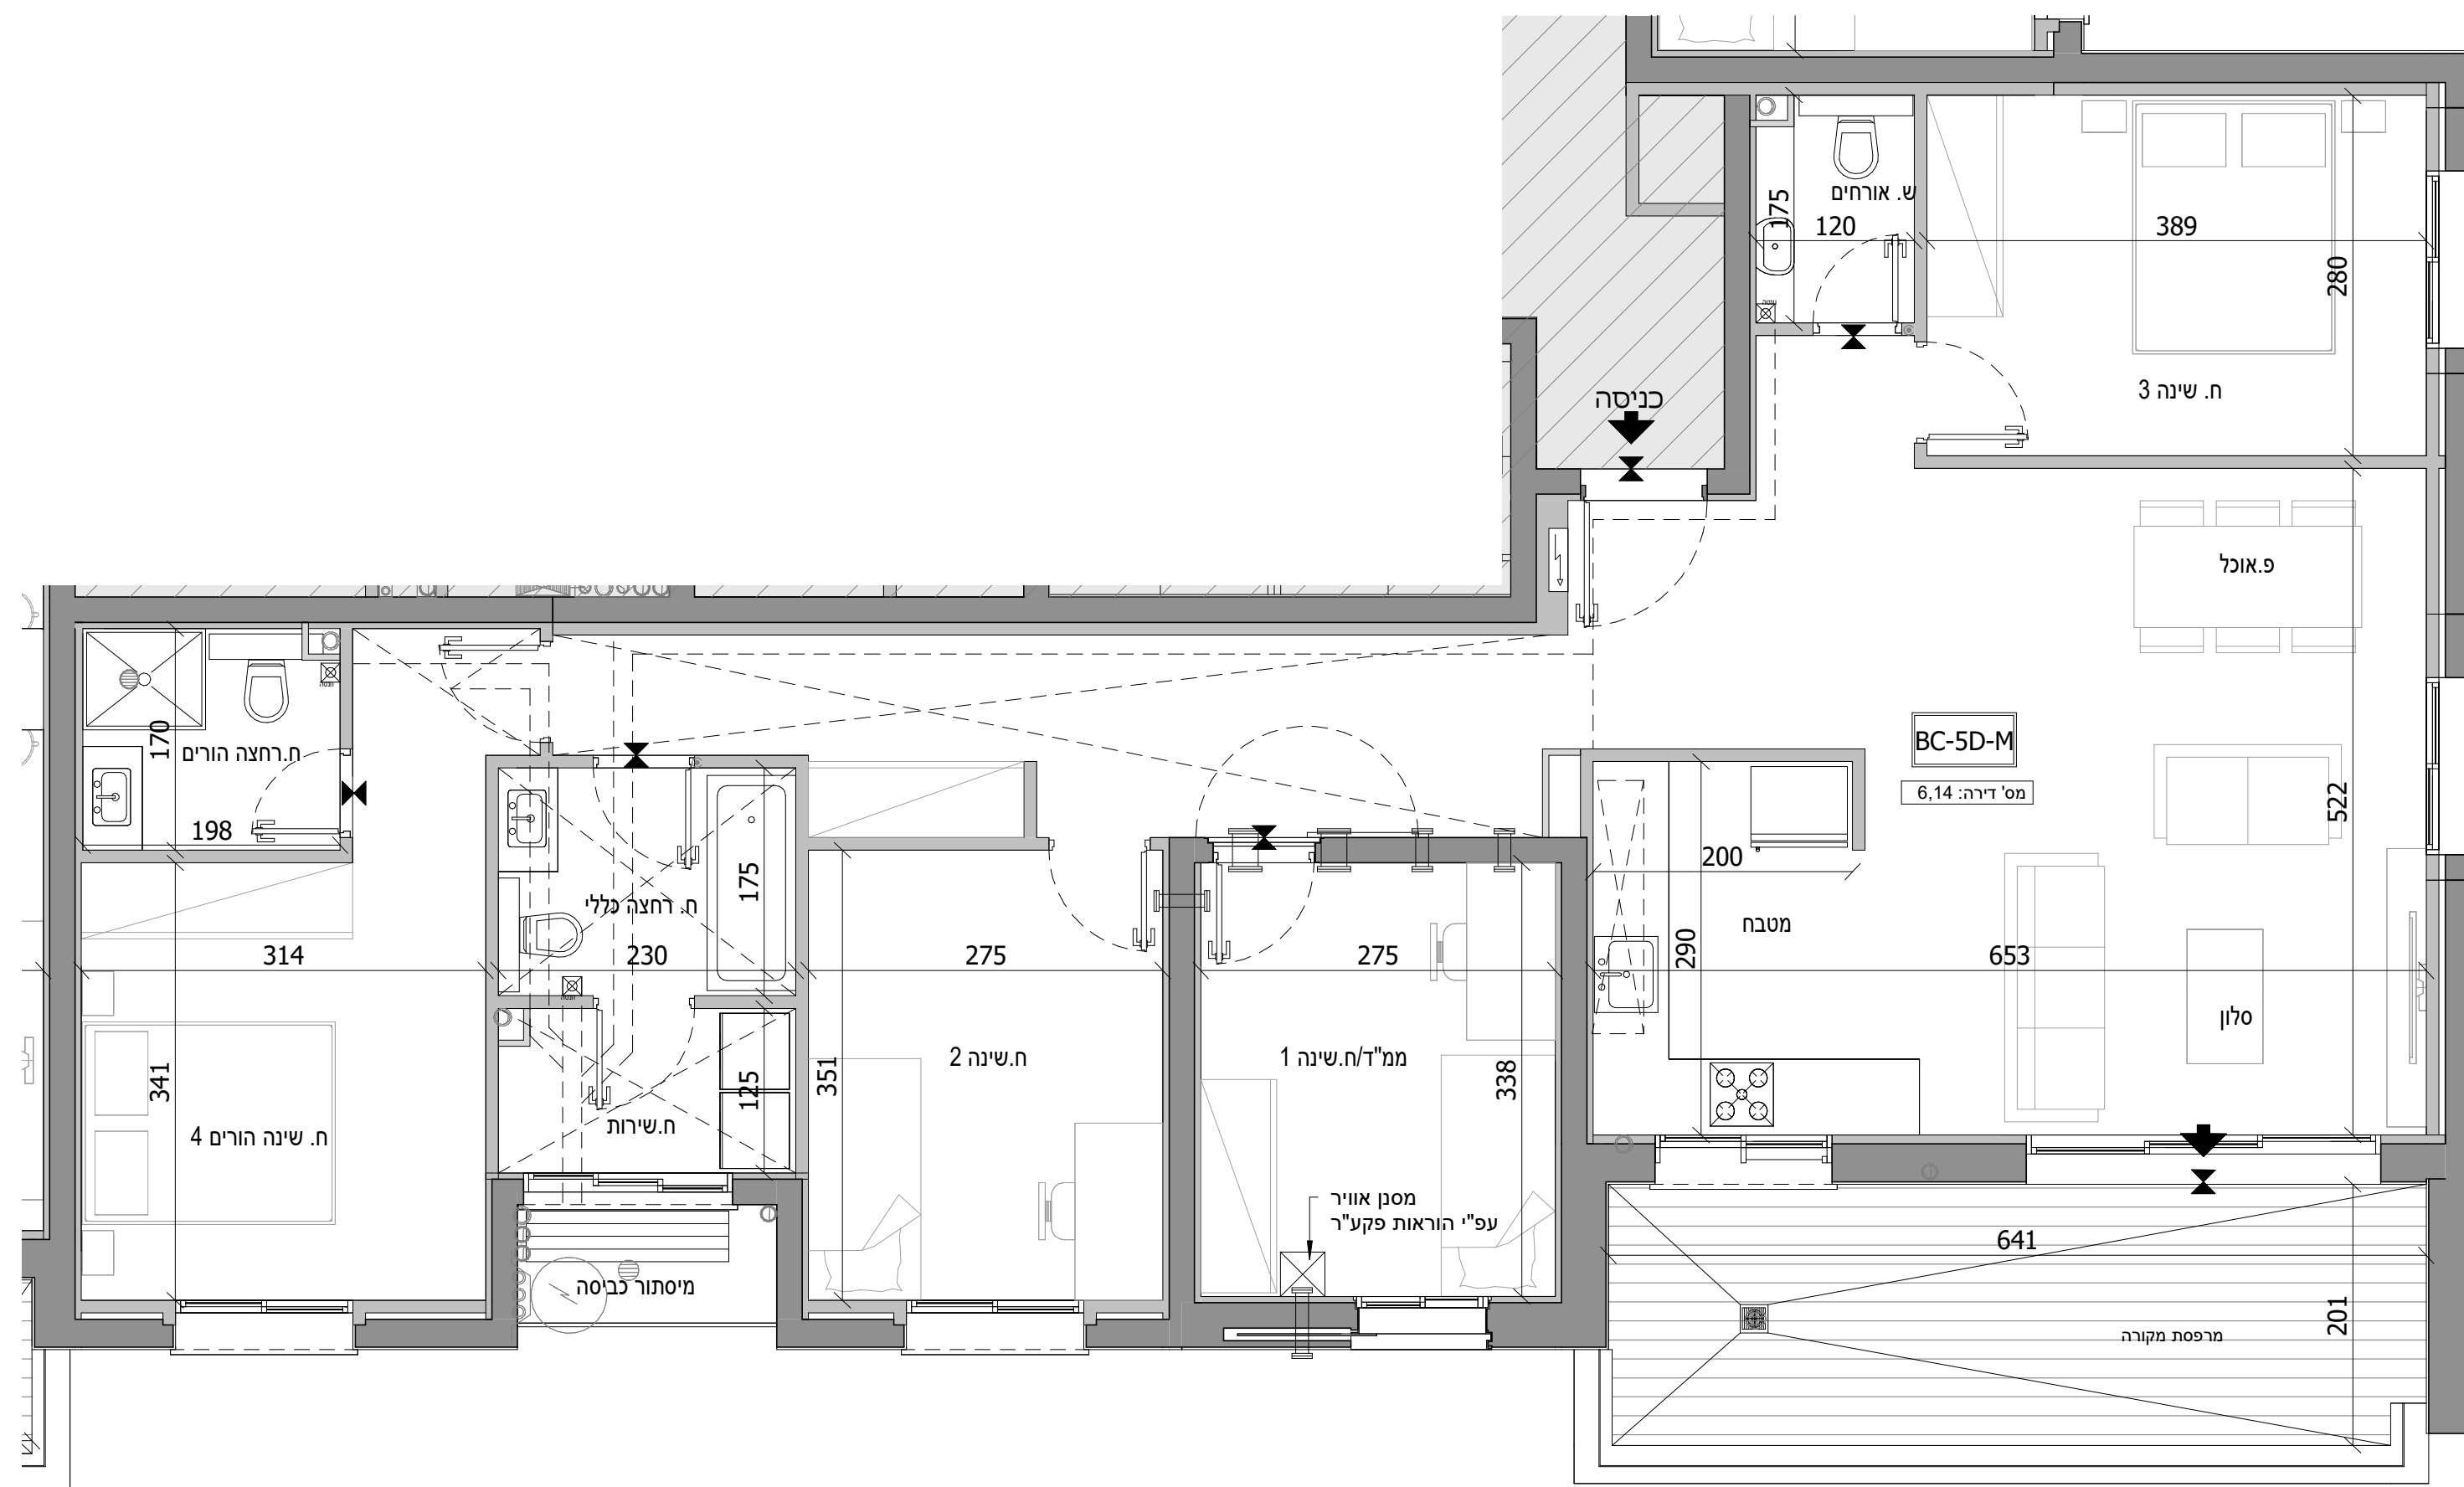 ש. אורחים
175
120
389
280
ח. שינה 3
כניסה
פ.אוכל
BC-5D-M
מס' דירה: 6,14
522
170
ח.רחצה הורים
198
ח. רחצה כללי
175
200
מטבח
290
314
230
275
275
653
סלון
341
ח. שינה הורים 4
125
ח.שירות
351
ח.שינה 2
ממ"ד/ח.שינה 1
338
מסנן אוויר
עפ"י הוראות פקע"ר
מיסתור כביסה
641
201
מרפסת מקורה